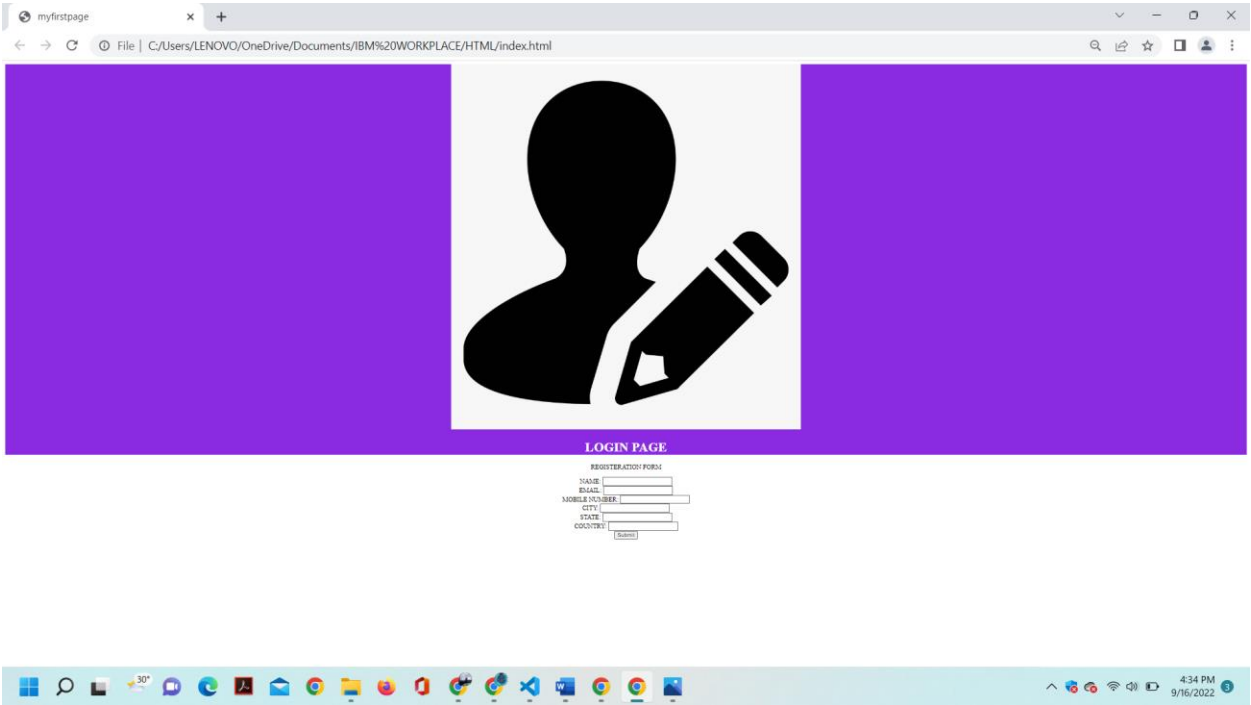 myfirstpage
File | C:/Users/LENOVO/OneDrive/Documents/IBM%20WORKPLACE/HTML/index.html
LOGIN PAGE
REGISTERATION FORM
NAME:
EMAIL:
MOBILE NUMBER:
CITY:
STATE:
COUNTRY:
Submit
30°
4:34 PM
9/16/2022
3